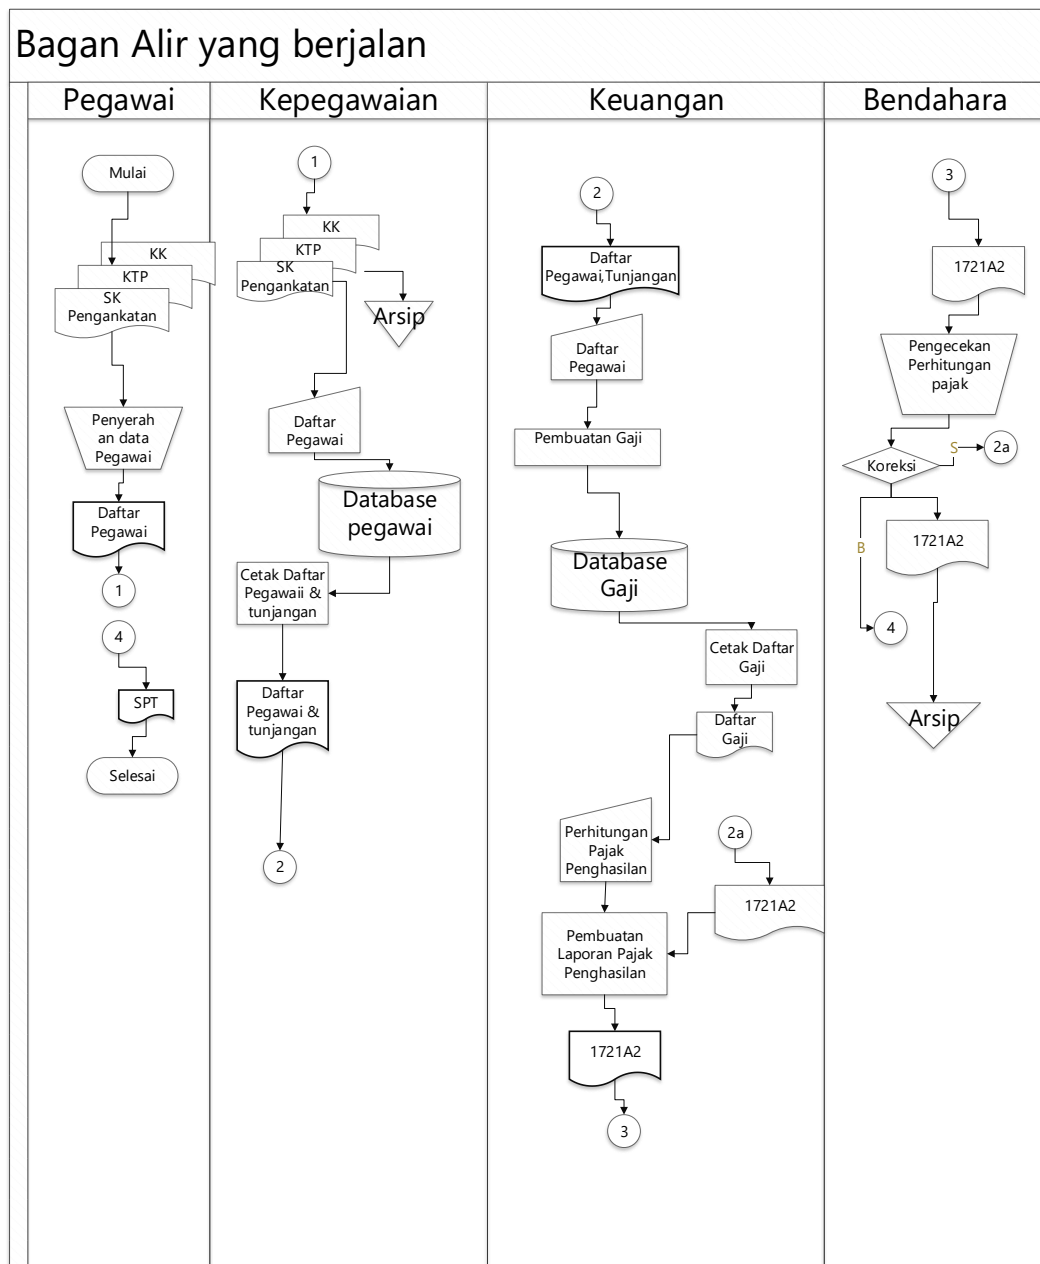 Bagan Alir yang berjalan
Pegawai
Kepegawaian
Keuangan
Bendahara
Mulai
KK
KTP
SK
Pengankatan
Penyerah
an data
Pegawai
Daftar
Pegawai
1
4
SPT
Selesai
1
KK
KTP
SK
Pengankatan
Arsip
Daftar
Pegawai
Database
pegawai
Cetak Daftar
Pegawaii &
tunjangan
Daftar
Pegawai &
tunjangan
2
2
Daftar
Pegawai,Tunjangan
Daftar
Pegawai
Pembuatan Gaji
Database
Gaji
Cetak Daftar
Gaji
Daftar
Gaji
Perhitungan
Pajak
Penghasilan
2a
1721A2
Pembuatan
Laporan Pajak
Penghasilan
1721A2
3
3
1721A2
Pengecekan
Perhitungan
pajak
Koreksi
S
2a
1721A2
B
4
Arsip